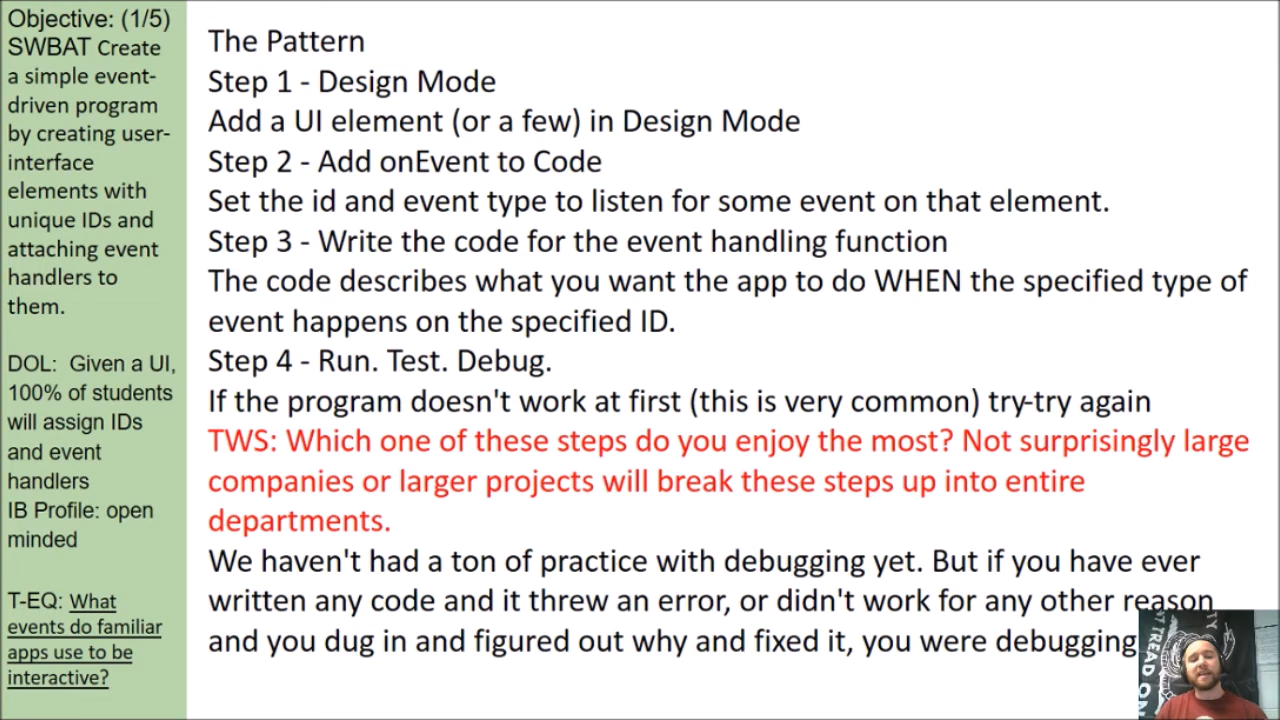 Objective: (1/5)
SWBAT Create
a simple event-
driven program
by creating user-
interface
elements with
unique IDs and
attaching event
handlers to
them.
DOL: Given a UI,
100% of students
will assign IDs
and event
handlers
IB Profile: open
minded
T-EQ: What
events do familiar
apps use to be
interactive?
The Pattern
Step 1 - Design Mode
Add a UI element (or a few) in Design Mode
Step 2 - Add onEvent to Code
Set the id and event type to listen for some event on that element.
Step 3 - Write the code for the event handling function
The code describes what you want the app to do WHEN the specified type of
event happens on the specified ID.
Step 4 - Run. Test. Debug.
If the program doesn't work at first (this is very common) try-try again
TWS: Which one of these steps do you enjoy the most? Not surprisingly large
companies or larger projects will break these steps up into entire
departments.
We haven't had a ton of practice with debugging yet. But if you have ever
written any code and it threw an error, or didn't work for any other reason
and you dug in and figured out why and fixed it, you were debugging